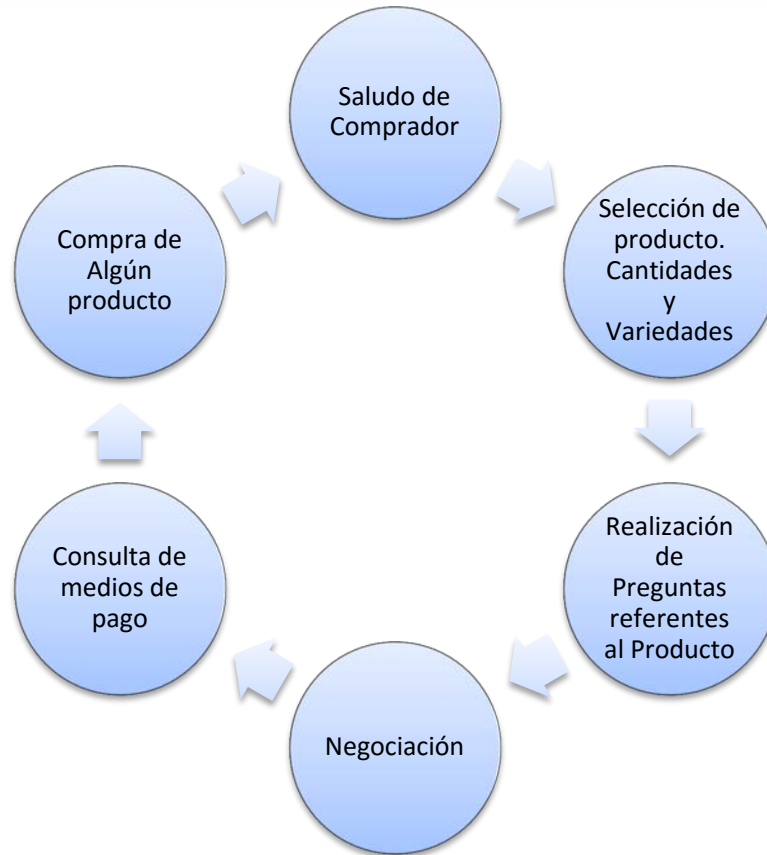 Saludo de
Comprador
Selección de
producto.
Cantidades
y
Variedades
Realización
de
Preguntas
referentes
al Producto
Negociación
Consulta de
medios de
pago
Compra de
Algún
producto